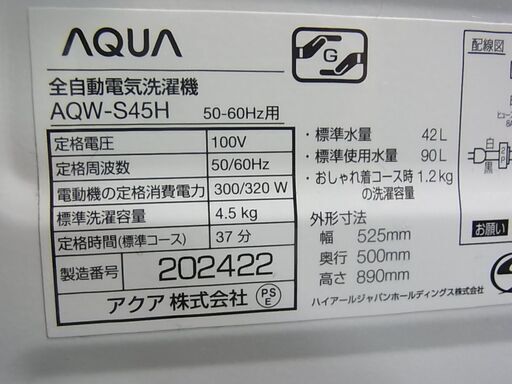 AQUA
全自動電気洗濯機
AQW-S45H 50-60Hz用
定格電圧 100V
定格周波数 50/60Hz
電動機の定格消費電力 300/320 W
標準洗濯容量 4.5 kg
定格時間(標準コース) 37 分
製造番号 202422
アクア 株式会社 PSE
G
・標準水量 42L
・標準使用水量 90L
・おしゃれ着コース時1.2kg
の洗濯容量
外形寸法
幅 525mm
奥行 500mm
高さ 890mm
ハイアールジャパンホールディングス株式会社
配線図
白
黒
お願い